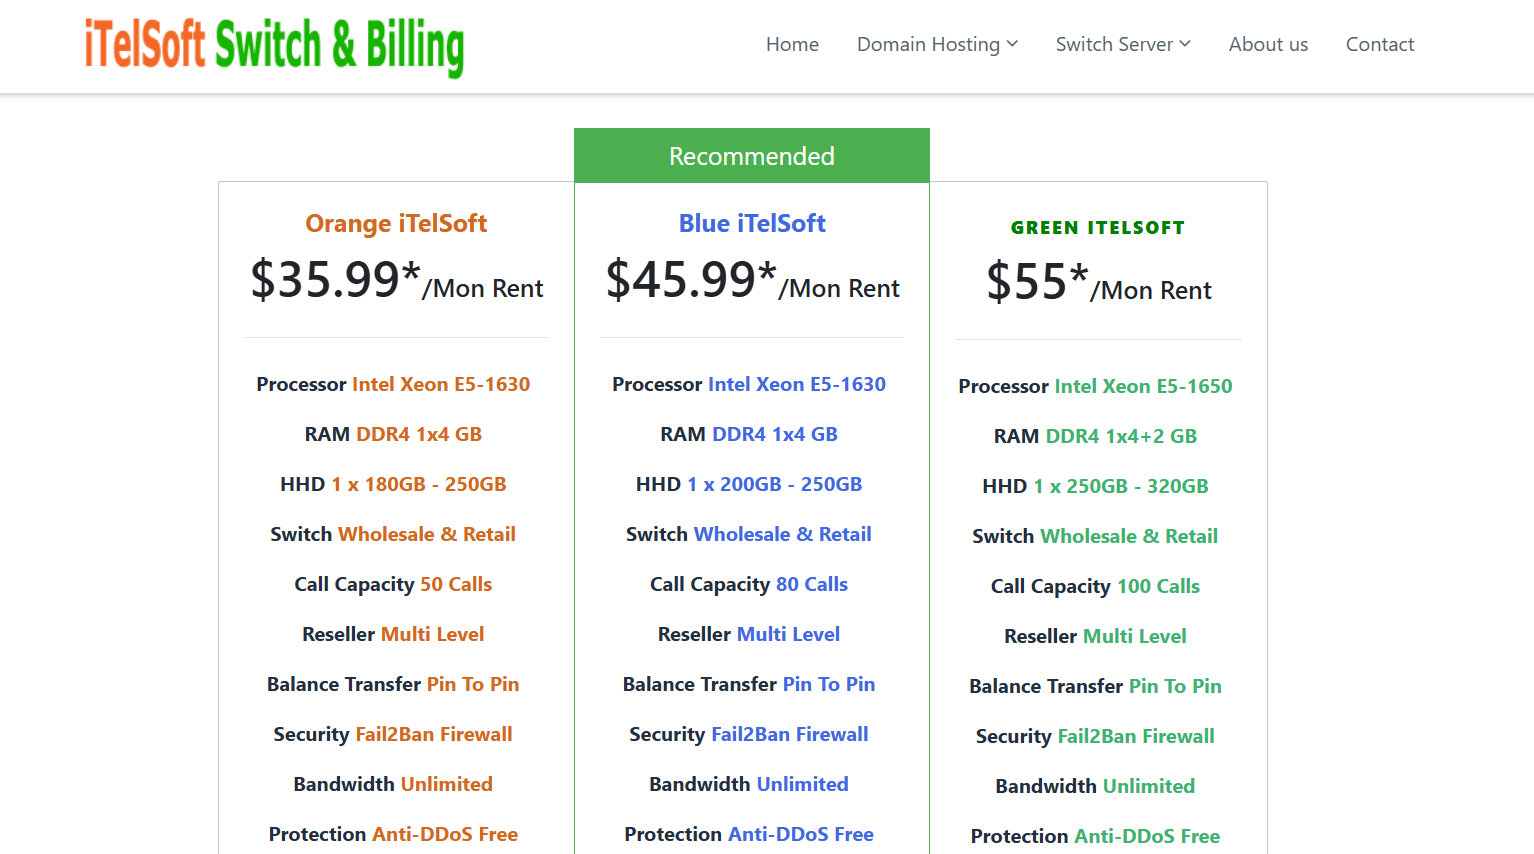 iTelSoft Switch & Billing
Home Domain Hosting Switch Server About us Contact
Recommended
Orange iTelSoft
$35.99*/Mon Rent
Processor Intel Xeon E5-1630
RAM DDR4 1x4 GB
HHD 1 x 180GB - 250GB
Switch Wholesale & Retail
Call Capacity 50 Calls
Reseller Multi Level
Balance Transfer Pin To Pin
Security Fail2Ban Firewall
Bandwidth Unlimited
Protection Anti-DDoS Free
Blue iTelSoft
$45.99*/Mon Rent
Processor Intel Xeon E5-1630
RAM DDR4 1x4 GB
HHD 1 x 200GB - 250GB
Switch Wholesale & Retail
Call Capacity 80 Calls
Reseller Multi Level
Balance Transfer Pin To Pin
Security Fail2Ban Firewall
Bandwidth Unlimited
Protection Anti-DDoS Free
GREEN ITELSOFT
$55*/Mon Rent
Processor Intel Xeon E5-1650
RAM DDR4 1x4+2 GB
HHD 1 x 250GB - 320GB
Switch Wholesale & Retail
Call Capacity 100 Calls
Reseller Multi Level
Balance Transfer Pin To Pin
Security Fail2Ban Firewall
Bandwidth Unlimited
Protection Anti-DDoS Free